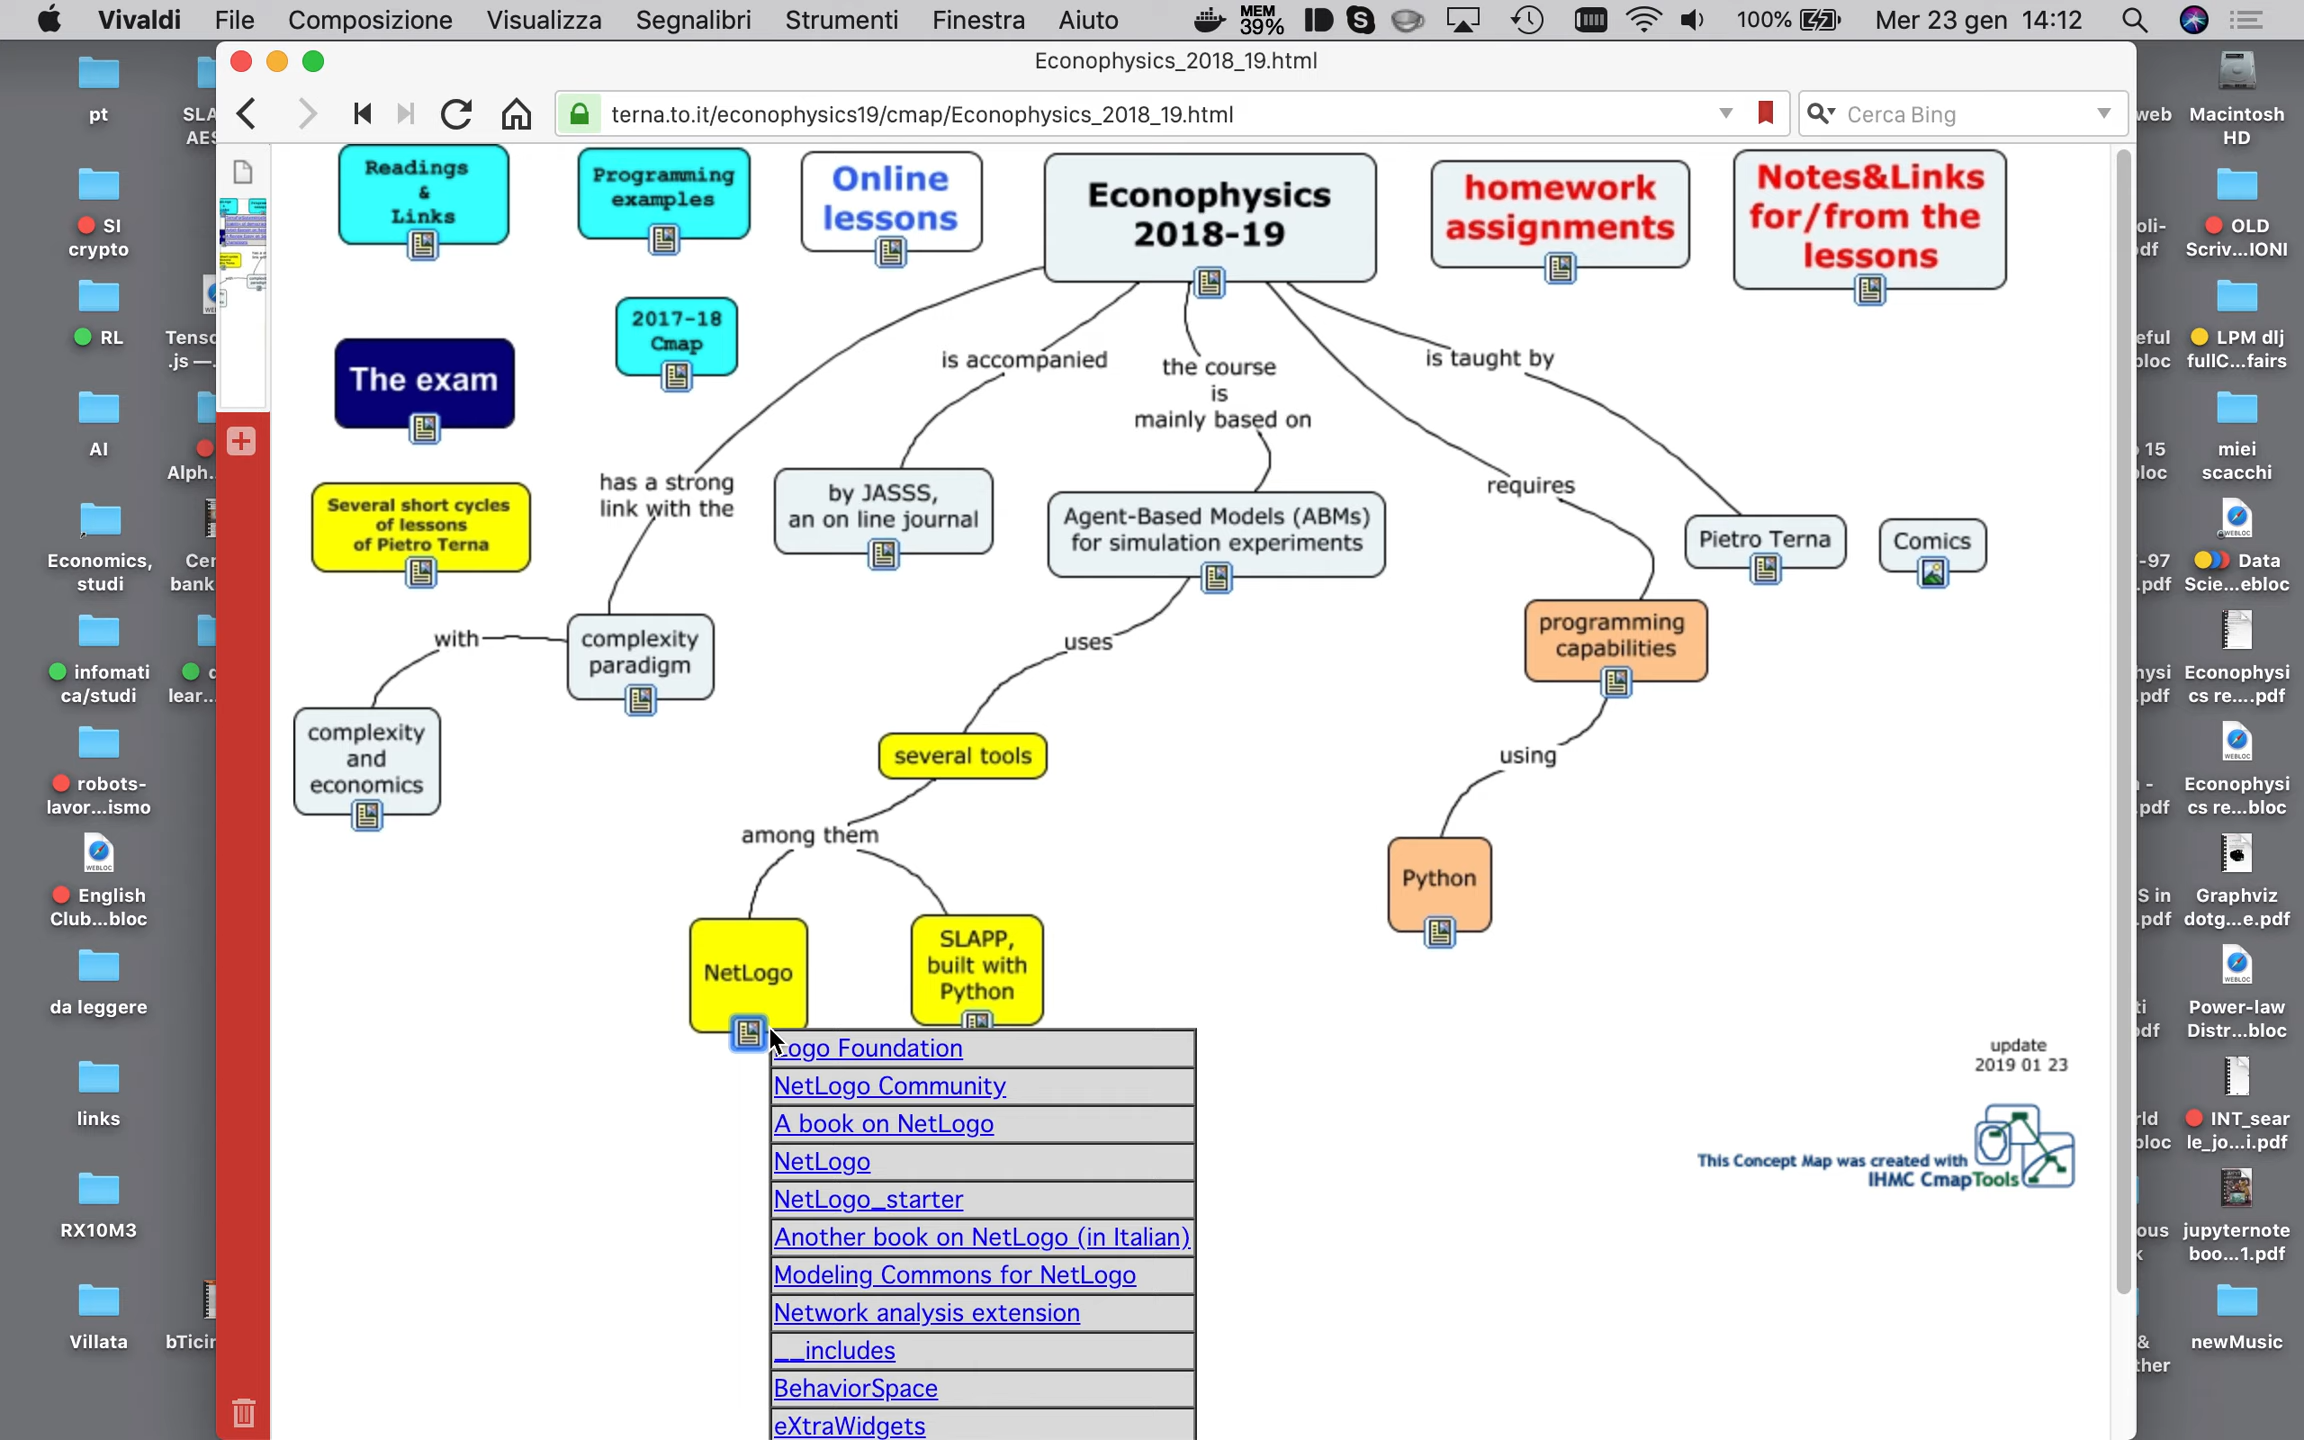 Vivaldi File Composizione Visualizza Segnalibri Strumenti Finestra Aiuto MEM 39% 100% Mer 23 gen 14:12
Econophysics_2018_19.html
terna.to.it/econophysics19/cmap/Econophysics_2018_19.html
Cerca Bing
Readings
&
Links
Programming
examples
Online
lessons
Econophysics
2018-19
homework
assignments
Notes&Links
for/from the
lessons
2017-18
Cmap
The exam
is accompanied
the course
is
mainly based on
is taught by
has a strong
link with the
by JASSS,
an on line journal
Agent-Based Models (ABMs)
for simulation experiments
requires
Pietro Terna
Comics
Several short cycles
of lessons
of Pietro Terna
with
complexity
paradigm
uses
programming
capabilities
complexity
and
economics
several tools
using
among them
Python
NetLogo
SLAPP,
built with
Python
Logo Foundation
NetLogo Community
A book on NetLogo
NetLogo
NetLogo_starter
Another book on NetLogo (in Italian)
Modeling Commons for NetLogo
Network analysis extension
__includes
BehaviorSpace
eXtraWidgets
update
2019 01 23
This Concept Map was created with
IHMC CmapTools
pt
SI
crypto
RL
AI
Economics,
studi
infomati
ca/studi
robots-
lavor...ismo
WEBLOC
English
Club...bloc
da leggere
links
RX10M3
Villata
Macintosh
HD
OLD
Scriv...IONI
LPM dlj
fullC...fairs
miei
scacchi
WEBLOC
Data
Scie...ebloc
Econophysi
cs re....pdf
WEBLOC
Econophysi
cs re...bloc
Graphviz
dotg...e.pdf
WEBLOC
Power-law
Distr...bloc
INT_sear
le_jo...i.pdf
jupyternote
boo...1.pdf
newMusic